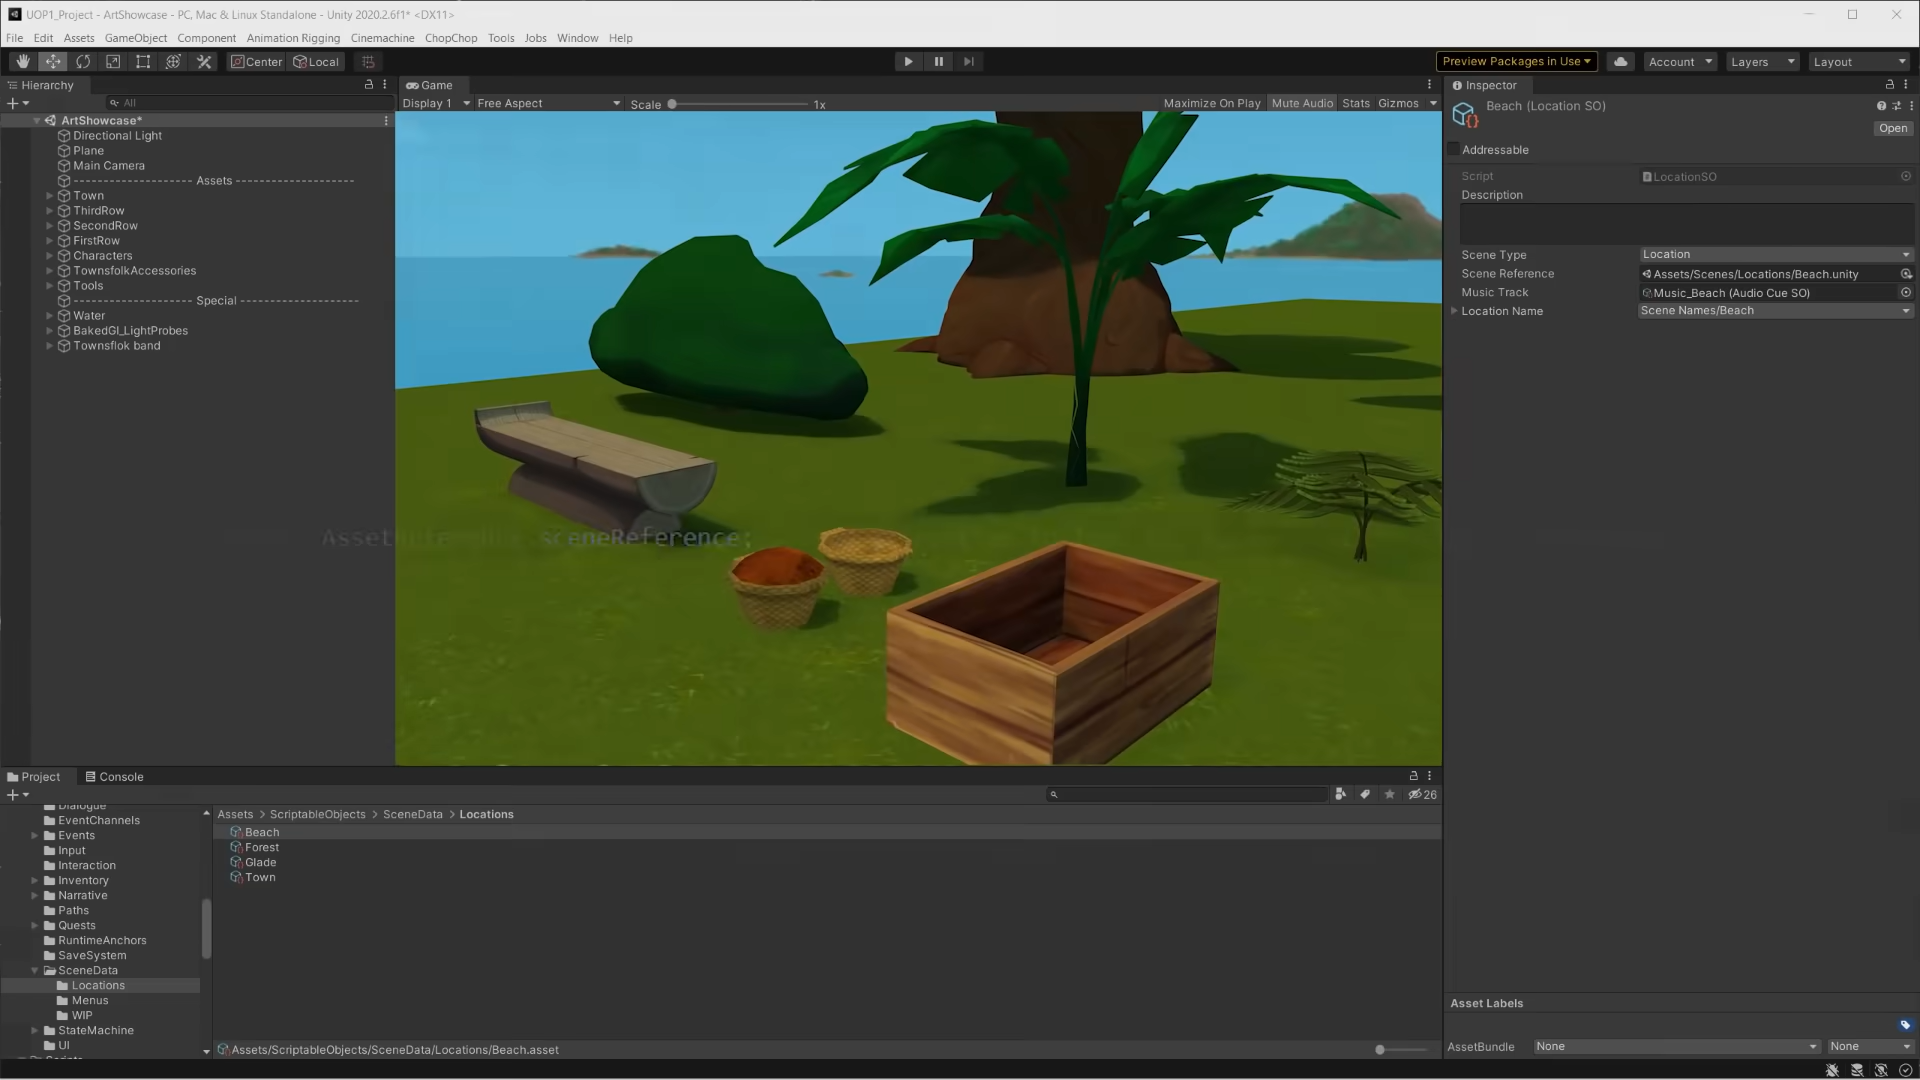 UOP1_Project - ArtShowcase - PC, Mac & Linux Standalone - Unity 2020.2.6f1* <DX11>
File Edit Assets GameObject Component Animation Rigging Cinemachine ChopChop Tools Jobs Window Help
Center Local Preview Packages in Use Account Layers Layout
Hierarchy
All
ArtShowcase*
Directional Light
Plane
Main Camera
--------------------- Assets ---------------------
Town
ThirdRow
SecondRow
FirstRow
Characters
TownsfolkAccessories
Tools
--------------------- Special ---------------------
Water
BakedGI_LightProbes
Townsflok band
Game
Display 1 Free Aspect Scale 1x Maximize On Play Mute Audio Stats Gizmos
sceneReference;
Inspector
Beach (Location SO)
Open
Addressable
Script LocationSO
Description
Scene Type Location
Scene Reference Assets/Scenes/Locations/Beach.unity
Music Track Music_Beach (Audio Cue SO)
Location Name Scene Names/Beach
Project Console
26
Dialogue
EventChannels
Events
Input
Interaction
Inventory
Narrative
Paths
Quests
RuntimeAnchors
SaveSystem
SceneData
Locations
Menus
WIP
StateMachine
UI
Scripts
Assets > ScriptableObjects > SceneData > Locations
Beach
Forest
Glade
Town
Assets/ScriptableObjects/SceneData/Locations/Beach.asset
Asset Labels
AssetBundle None None